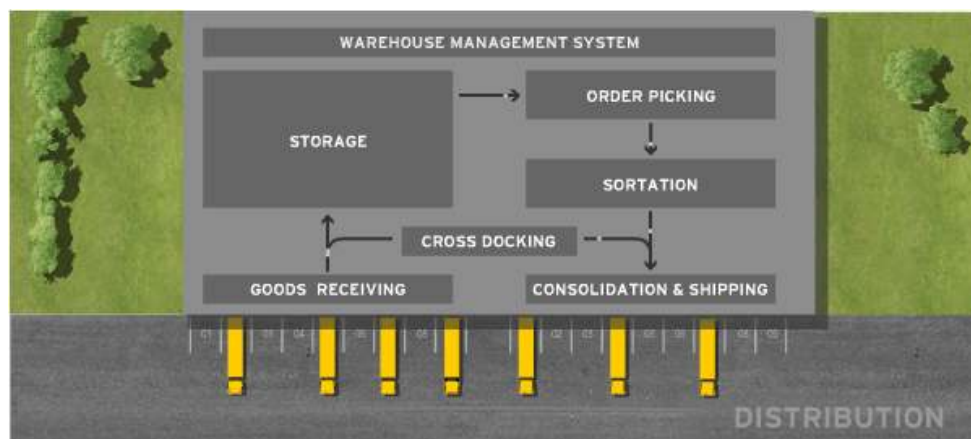 WAREHOUSE MANAGEMENT SYSTEM
STORAGE
ORDER PICKING
SORTATION
CROSS DOCKING
GOODS RECEIVING
CONSOLIDATION & SHIPPING
DISTRIBUTION